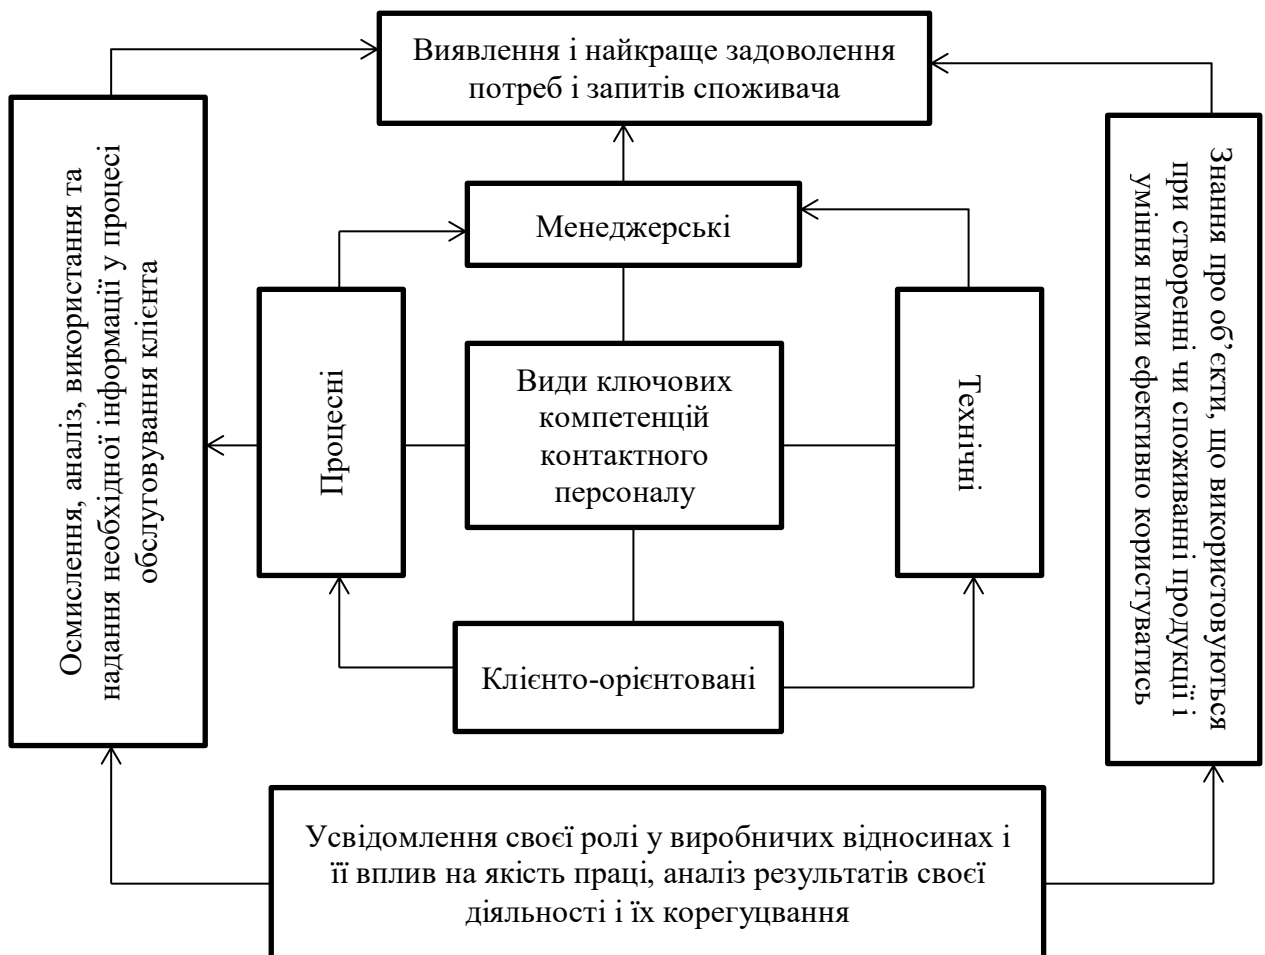 Виявлення і найкраще задоволення
потреб і запитів споживача
Осмислення, аналіз, використання та
надання необхідної інформації у процесі
обслуговування клієнта
Менеджерські
Процесні
Види ключових
компетенцій
контактного
персоналу
Технічні
Знання про об’єкти, що використовуються
при створенні чи споживанні продукції і
уміння ними ефективно користуватись
Клієнто-орієнтовані
Усвідомлення своєї ролі у виробничих відносинах і
її вплив на якість праці, аналіз результатів своєї
діяльності і їх корегуцвання